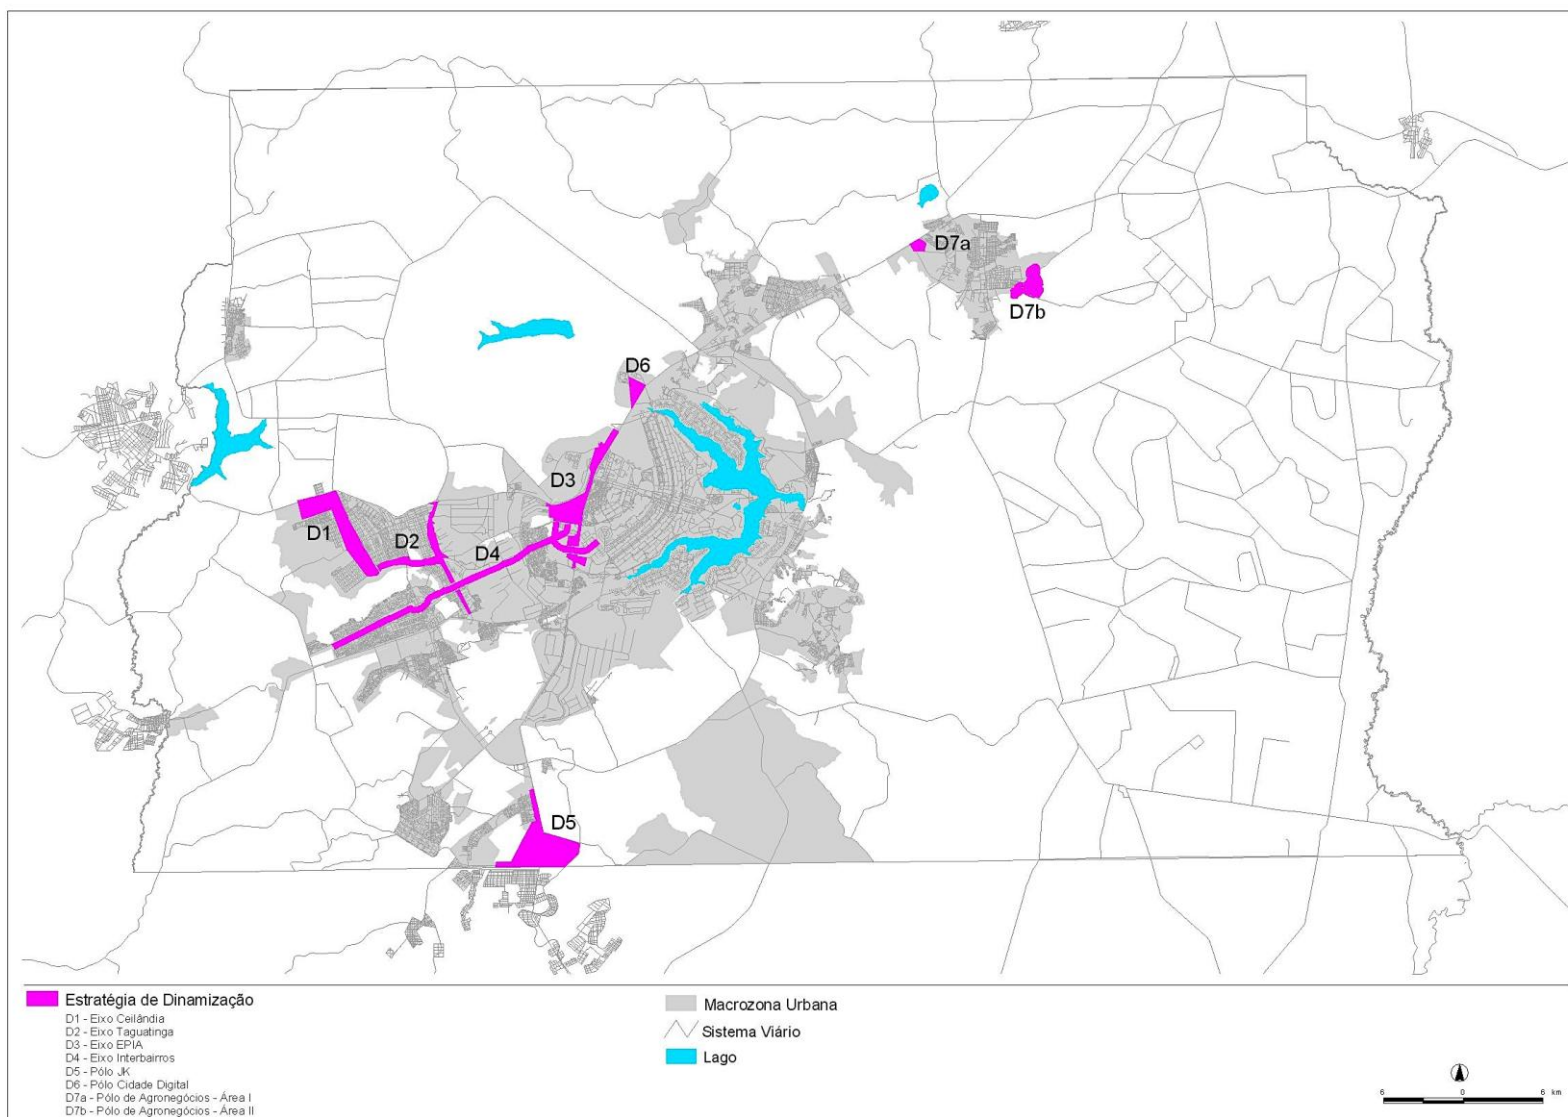 D7a
D7b
D6
D3
D1
D2
D4
D5
Estratégia de Dinamização
D1 - Eixo Ceilândia
D2 - Eixo Taguatinga
D3 - Eixo EPIA
D4 - Eixo Interbairros
D5 - Pólo JK
D6 - Pólo Cidade Digital
D7a - Pólo de Agronegócios - Área I
D7b - Pólo de Agronegócios - Área II
Macrozona Urbana
Sistema Viário
Lago
6 0 6 km